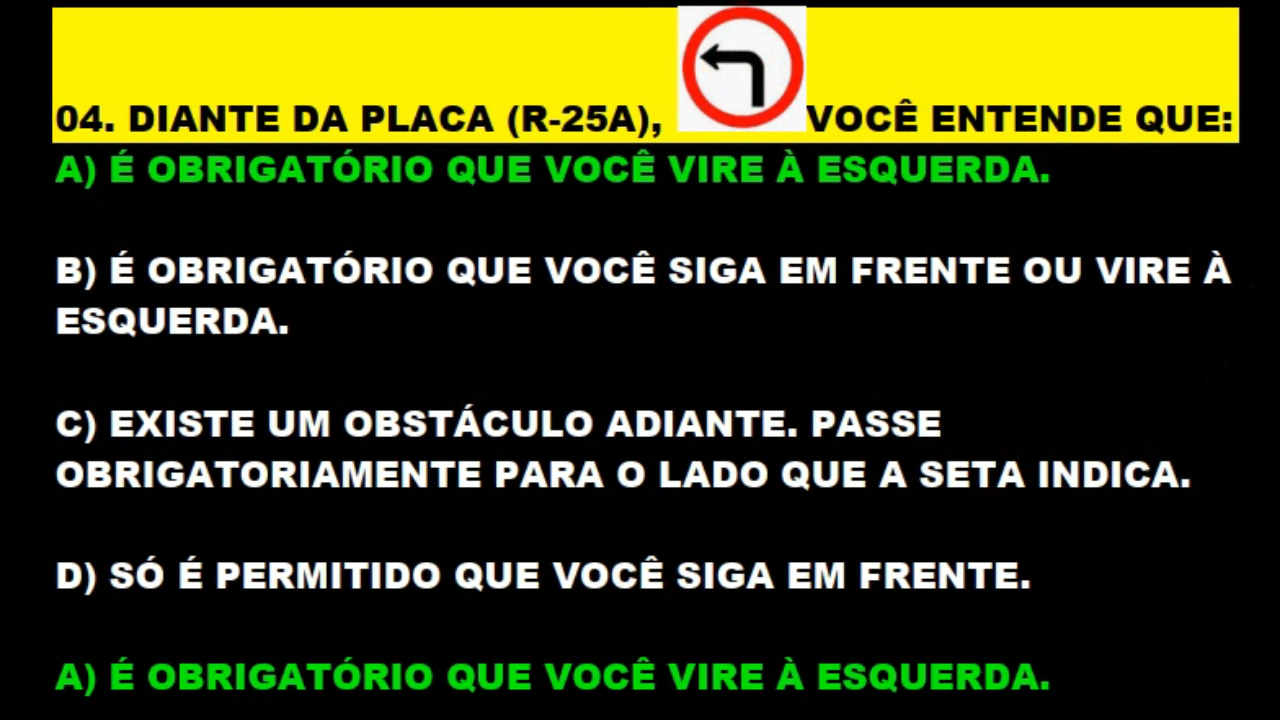 04. DIANTE DA PLACA (R-25A), VOCÊ ENTENDE QUE:
A) É OBRIGATÓRIO QUE VOCÊ VIRE À ESQUERDA.
B) É OBRIGATÓRIO QUE VOCÊ SIGA EM FRENTE OU VIRE À
ESQUERDA.
C) EXISTE UM OBSTÁCULO ADIANTE. PASSE
OBRIGATORIAMENTE PARA O LADO QUE A SETA INDICA.
D) SÓ É PERMITIDO QUE VOCÊ SIGA EM FRENTE.
A) É OBRIGATÓRIO QUE VOCÊ VIRE À ESQUERDA.